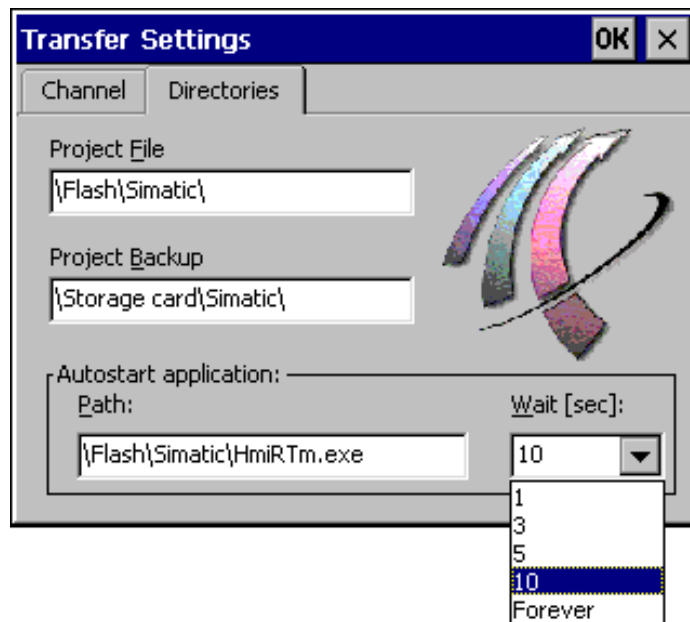 Transfer Settings OK ×
Channel Directories
Project File
\Flash\Simatic\
Project Backup
\Storage card\Simatic\
Autostart application:
Path: Wait [sec]:
\Flash\Simatic\HmiRTm.exe 10
1
3
5
10
Forever